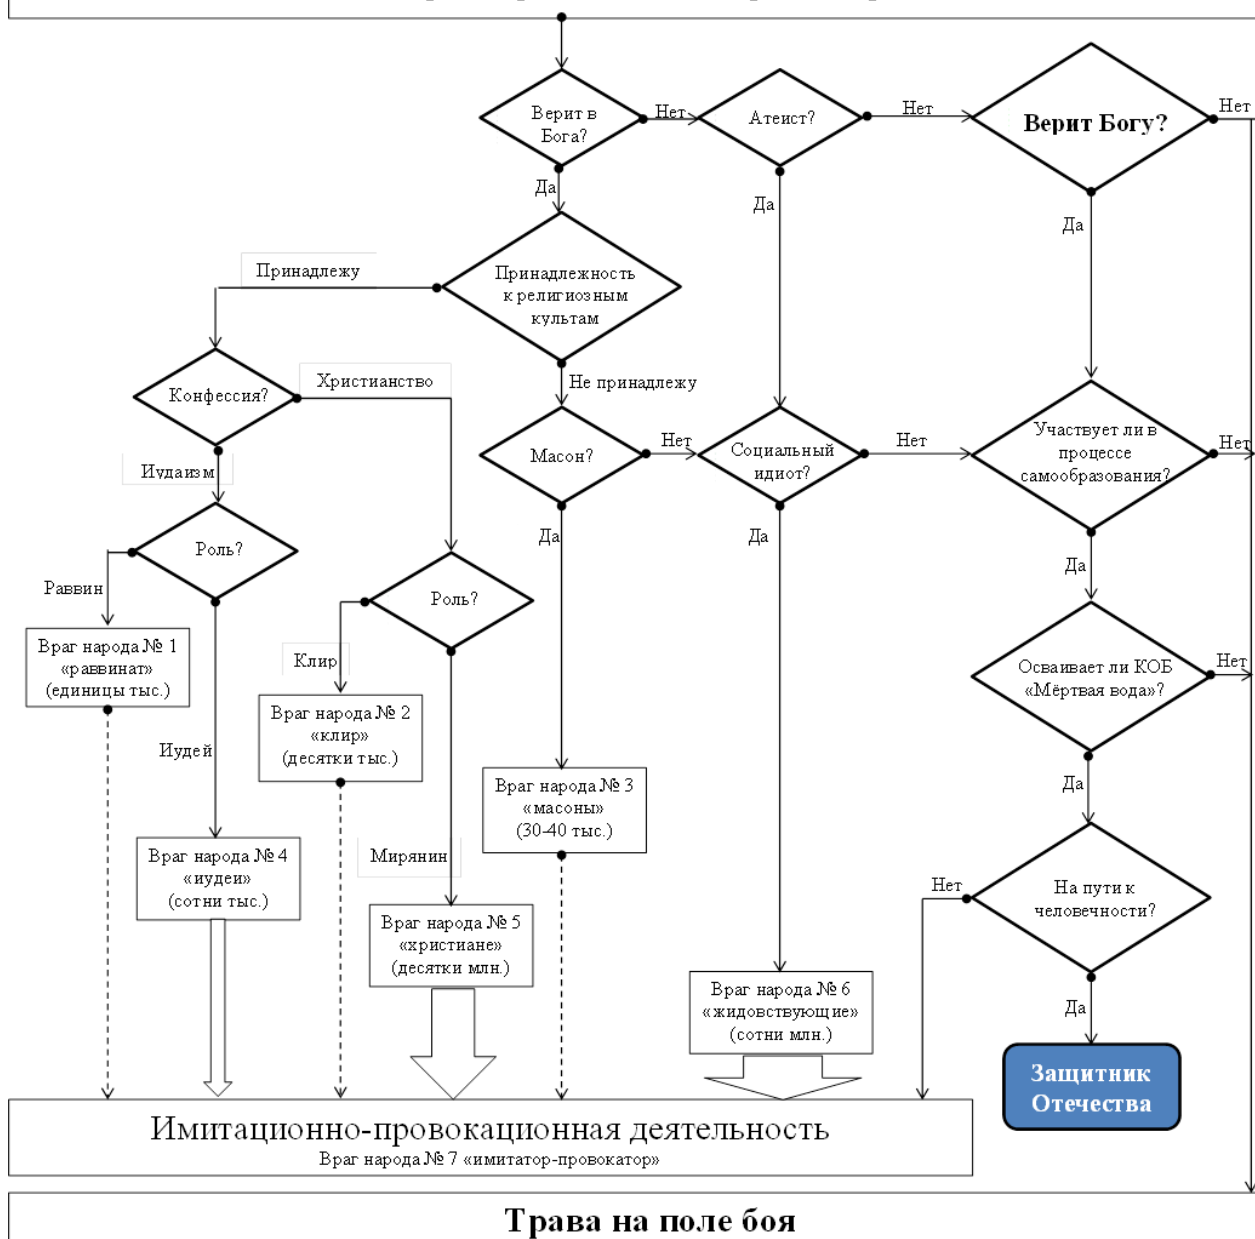 Верит в
Бога?
Нет
Атеист?
Нет
Верит Богу?
Нет
Да
Да
Да
Принадлежу
Принадлежность
к религиозным
культам
Христианство
Не принадлежу
Конфессия?
Иудаизм
Масон?
Нет
Социальный
идиот?
Нет
Участвует ли в
процессе
самообразования?
Нет
Роль?
Да
Да
Да
Раввин
Роль?
Враг народа № 1
«раввинат»
(единицы тыс.)
Клир
Осваивает ли КОБ
«Мёртвая вода»?
Нет
Враг народа № 2
«клир»
(десятки тыс.)
Иудей
Да
Враг народа № 3
«масоны»
(30-40 тыс.)
Враг народа № 4
«иудеи»
(сотни тыс.)
Мирянин
Нет
На пути к
человечности?
Враг народа № 5
«христиане»
(десятки млн.)
Враг народа № 6
«жидовствующие»
(сотни млн.)
Да
Защитник
Отечества
Имитационно-провокационная деятельность
Враг народа № 7 «имитатор-провокатор»
Трава на поле боя